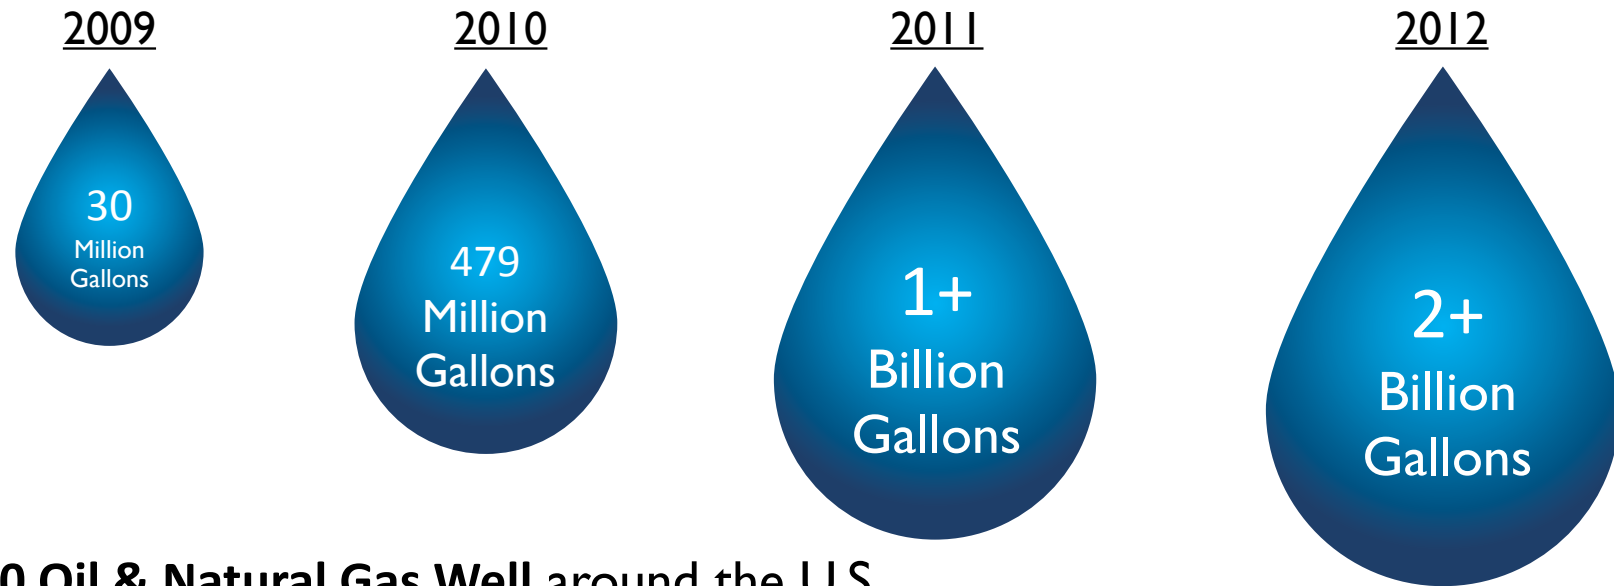 2009
30
Million
Gallons
2010
479
Million
Gallons
2011
1+
Billion
Gallons
2012
2+
Billion
Gallons
0 Oil & Natural Gas Well around the U.S